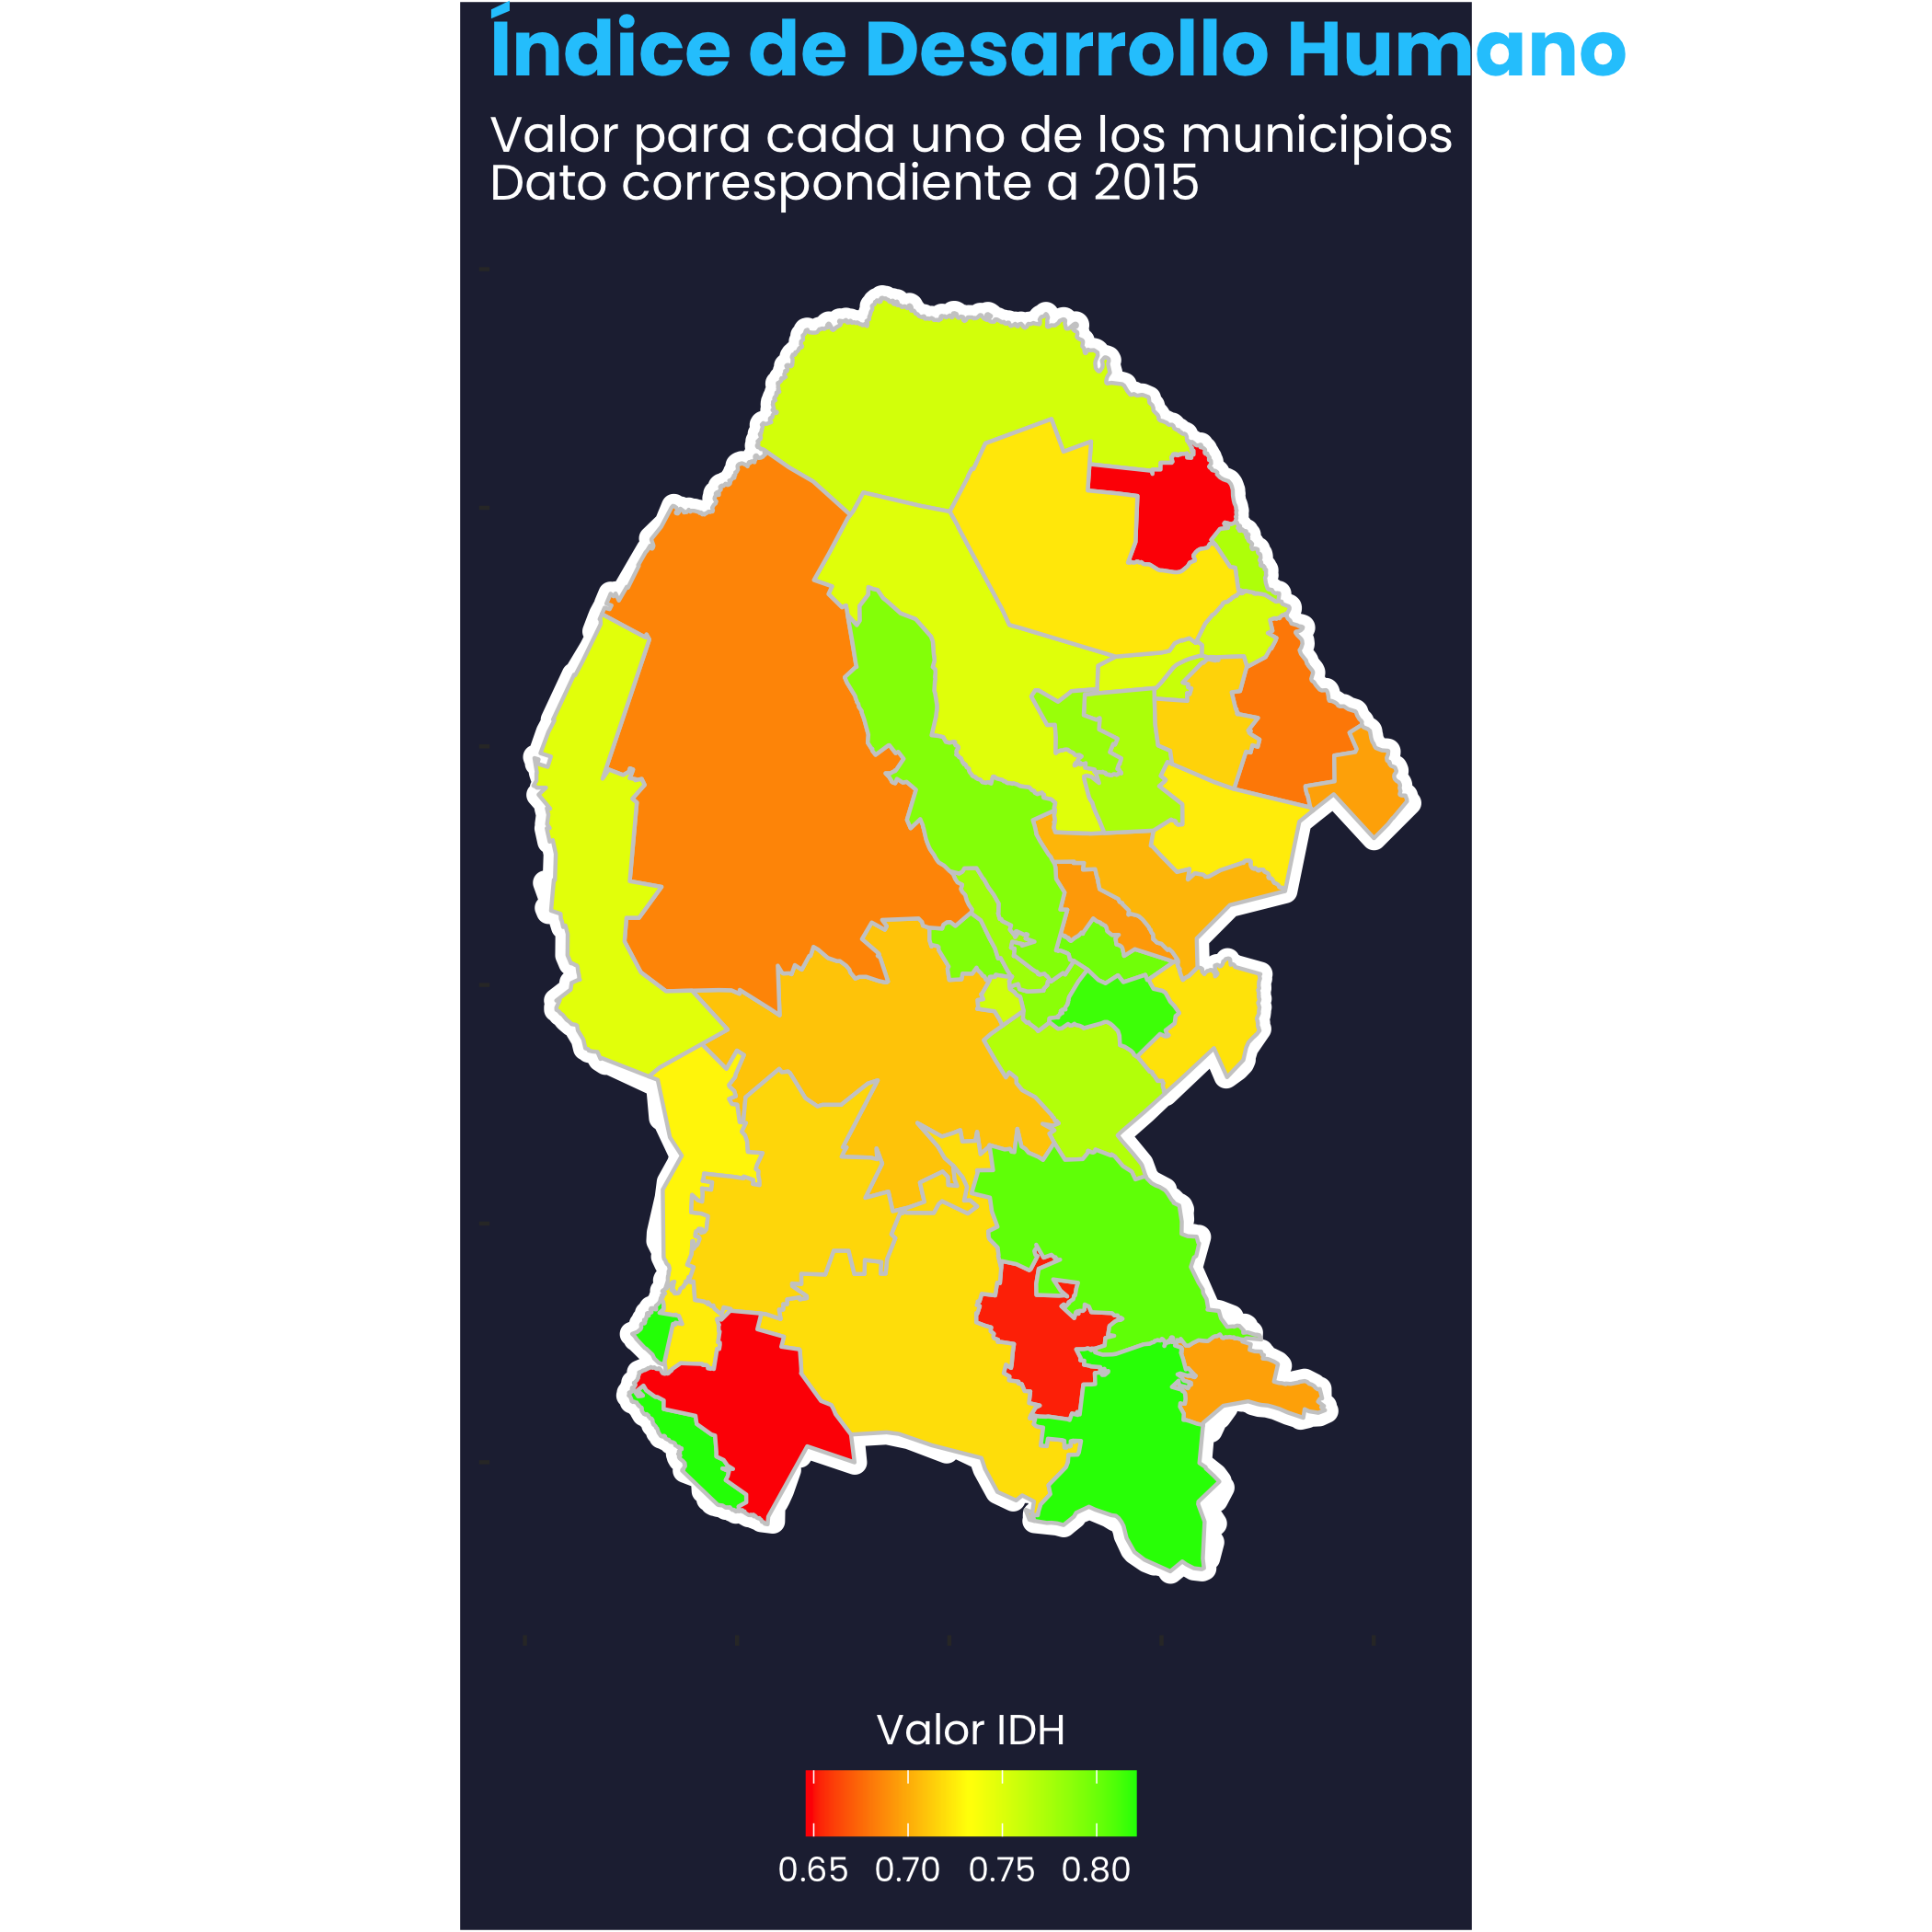 Índice de Desarrollo Humano
Valor para cada uno de los municipios
Dato correspondiente a 2015
Valor IDH
0.65 0.70 0.75 0.80